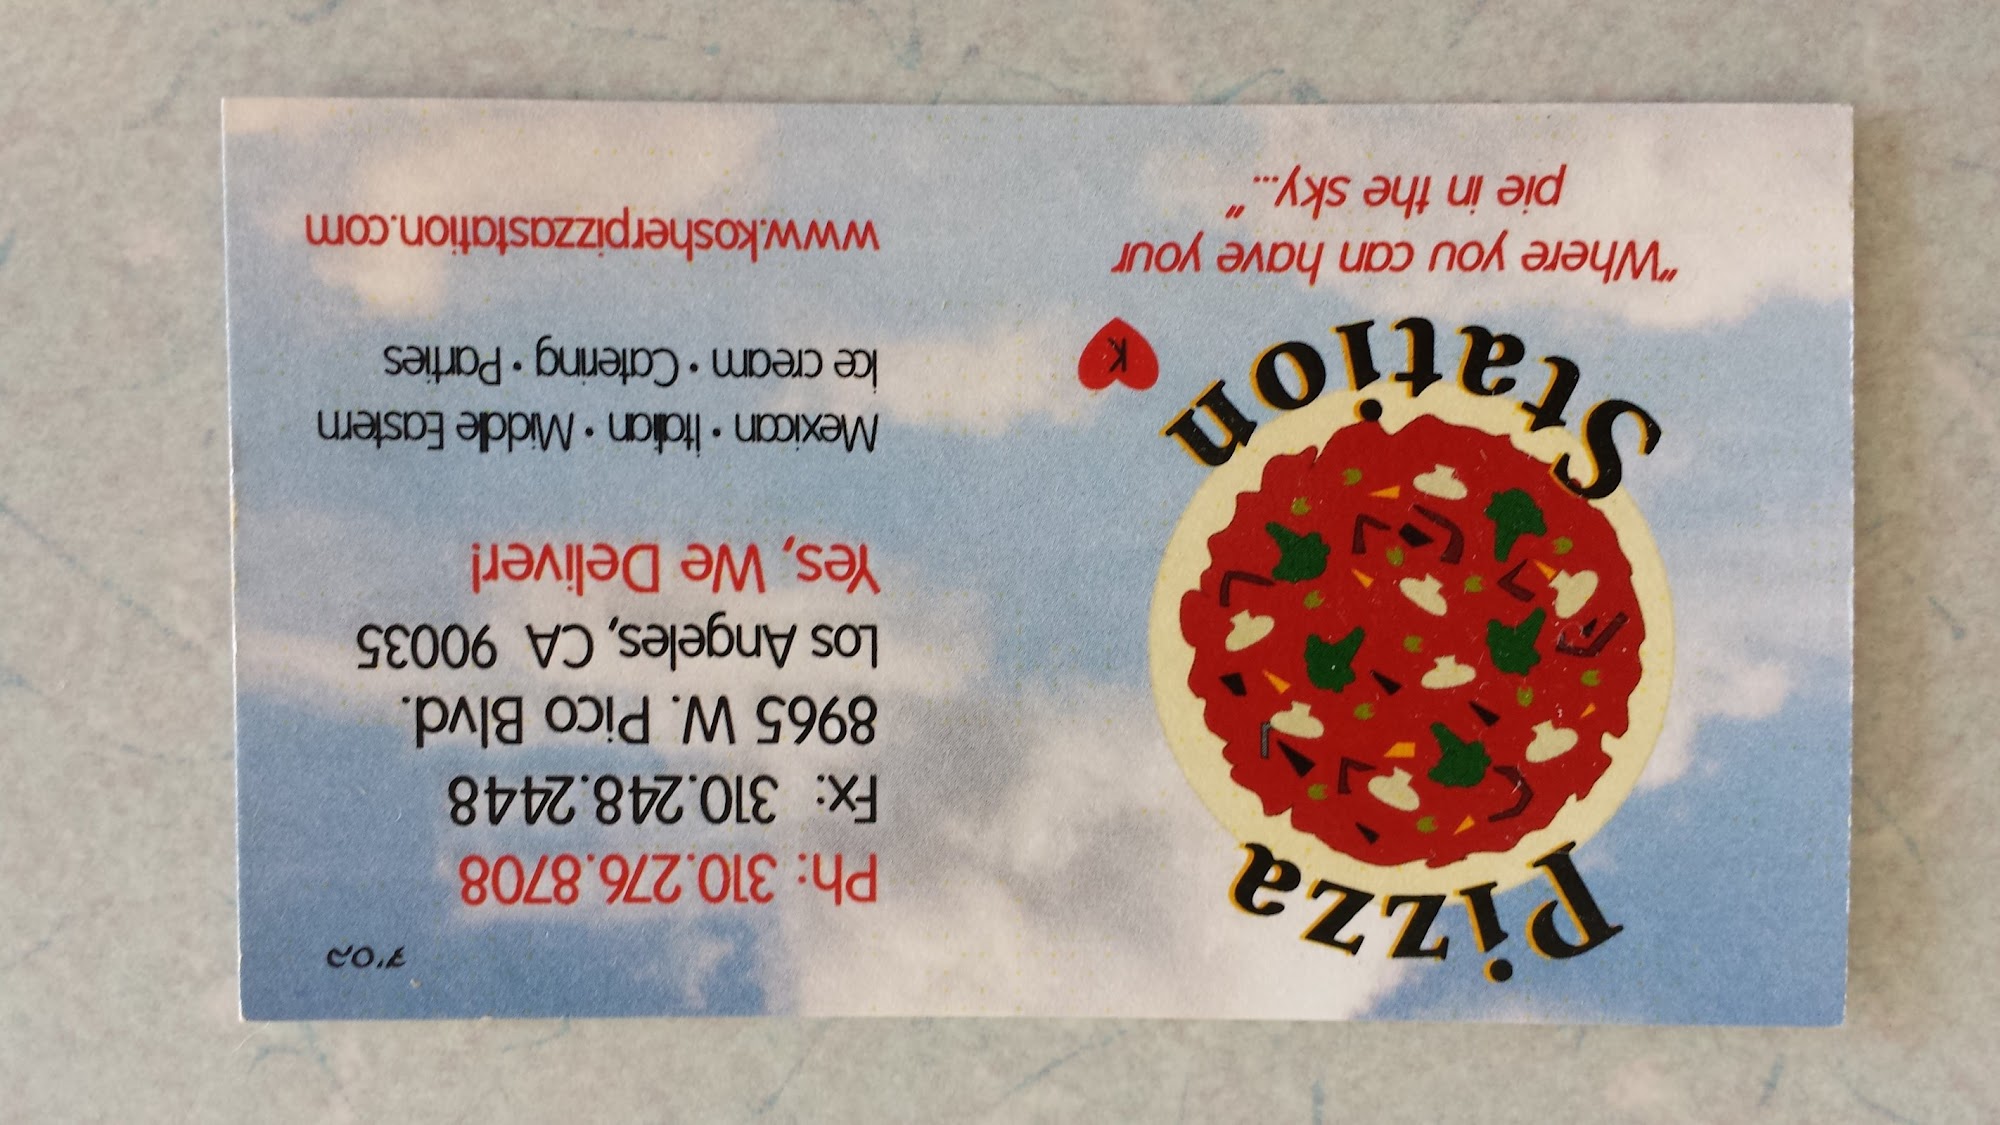 בס"ד
Pizza
Station
K
"Where you can have your
pie in the sky..."
Ph: 310.276.8708
Fx: 310.248.2448
8965 W. Pico Blvd.
Los Angeles, CA 90035
Yes, We Deliver!
Mexican • Italian • Middle Eastern
Ice cream • Catering • Parties
www.kosherpizzastation.com